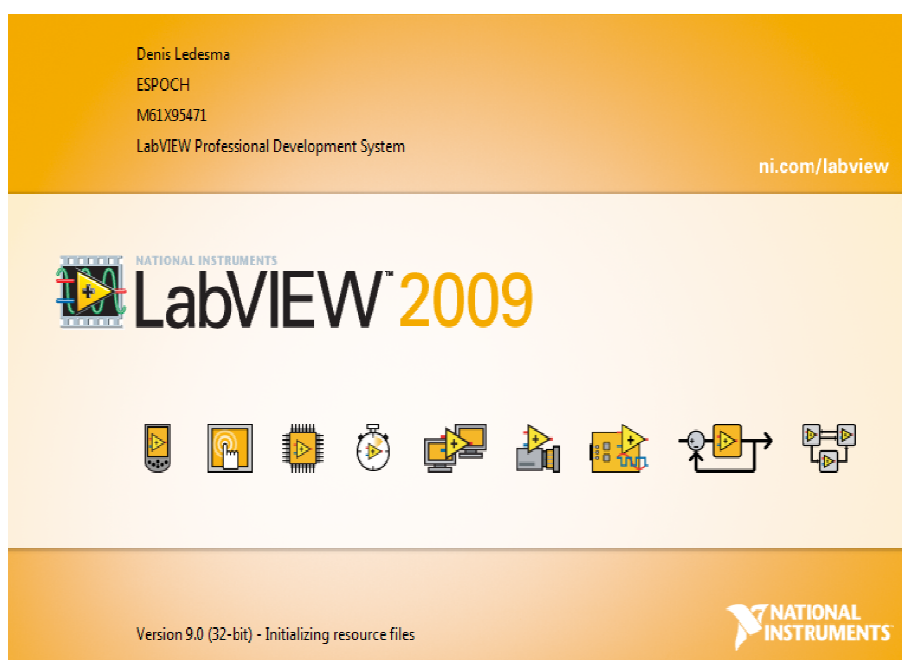 Denis Ledesma
ESPOCH
M61X95471
LabVIEW Professional Development System
ni.com/labview
NATIONAL INSTRUMENTS
LabVIEW™ 2009
Version 9.0 (32-bit) - Initializing resource files
NATIONAL
INSTRUMENTS